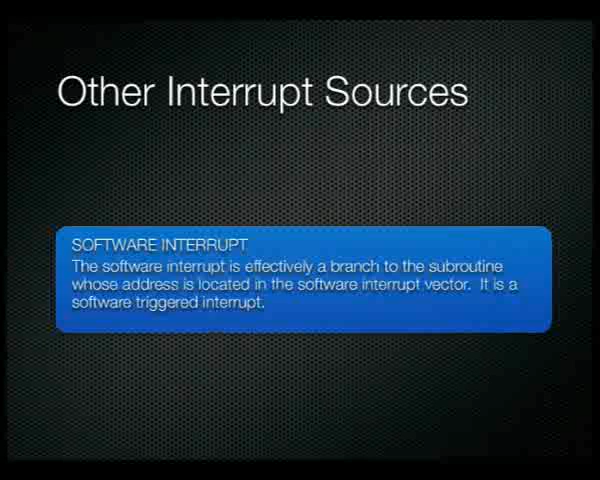 Other Interrupt Sources
SOFTWARE INTERRUPT
The software interrupt is effectively a branch to the subroutine
whose address is located in the software interrupt vector. It is a
software triggered interrupt.